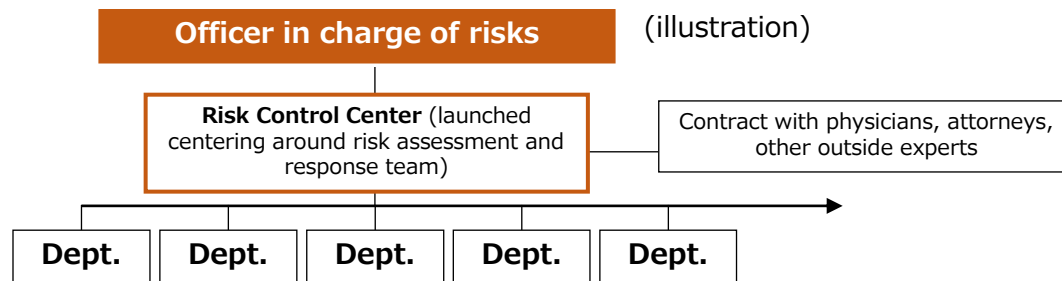 Officer in charge of risks
(illustration)
Risk Control Center (launched
centering around risk assessment and
response team)
Contract with physicians, attorneys,
other outside experts
Dept.
Dept.
Dept.
Dept.
Dept.